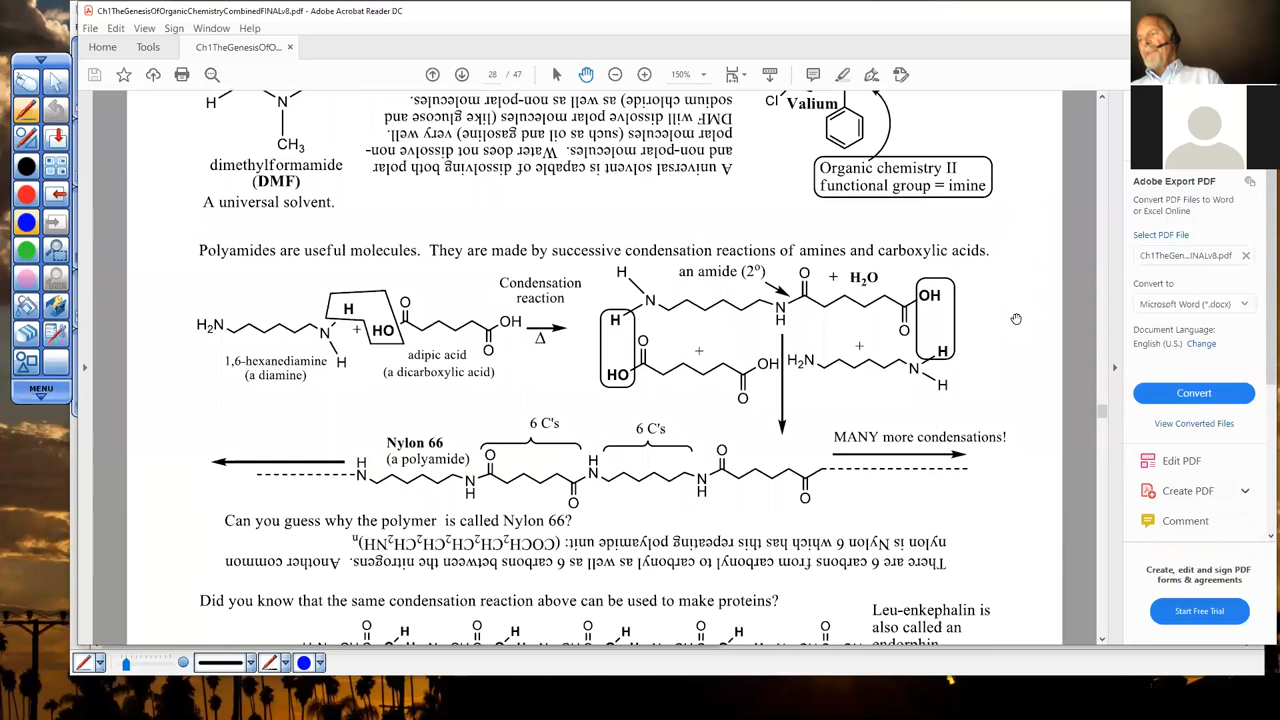 Ch1TheGenesisOfOrganicChemistryCombinedFINALv8.pdf - Adobe Acrobat Reader DC
File Edit View Sign Window Help
Home Tools Ch1TheGenesisOfO... ×
28 / 47 150%
H N CH3
dimethylformamide
(DMF)
A universal solvent.
A universal solvent is capable of dissolving both polar
and non-polar molecules. Water does not dissolve non-
polar molecules (such as oil and gasoline) very well.
DMF will dissolve polar molecules (like glucose and
sodium chloride) as well as non-polar molecules.
Cl Valium
Organic chemistry II
functional group = imine
Polyamides are useful molecules. They are made by successive condensation reactions of amines and carboxylic acids.
H2N H N H
1,6-hexanediamine
(a diamine)
+
O HO OH O
adipic acid
(a dicarboxylic acid)
Condensation
reaction
Δ
H N H
an amide (2°)
N H O O OH
+ H2O
HO O OH O
+
+
H2N N H H
Nylon 66
(a polyamide)
6 C's
6 C's
H N N H O O H N N H O O
MANY more condensations!
Can you guess why the polymer is called Nylon 66?
There are 6 carbons from carbonyl to carbonyl as well as 6 carbons between the nitrogens. Another common
nylon is Nylon 6 which has this repeating polyamide unit: (COCH2CH2CH2CH2CH2NH)n
Did you know that the same condensation reaction above can be used to make proteins?
Leu-enkephalin is
also called an
endorphin
O H O H O H O H O
MENU
Adobe Export PDF
Convert PDF Files to Word
or Excel Online
Select PDF File
Ch1TheGen...INALv8.pdf ×
Convert to
Microsoft Word (*.docx)
Document Language:
English (U.S.) Change
Convert
View Converted Files
Edit PDF
Create PDF
Comment
Create, edit and sign PDF
forms & agreements
Start Free Trial